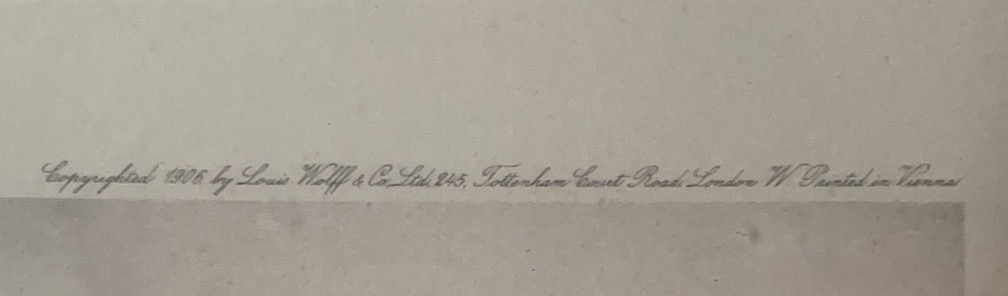 Copyrighted 1906 by Louis Wolff & Co. Ltd. 245, Tottenham Court Road London W Printed in Vienna